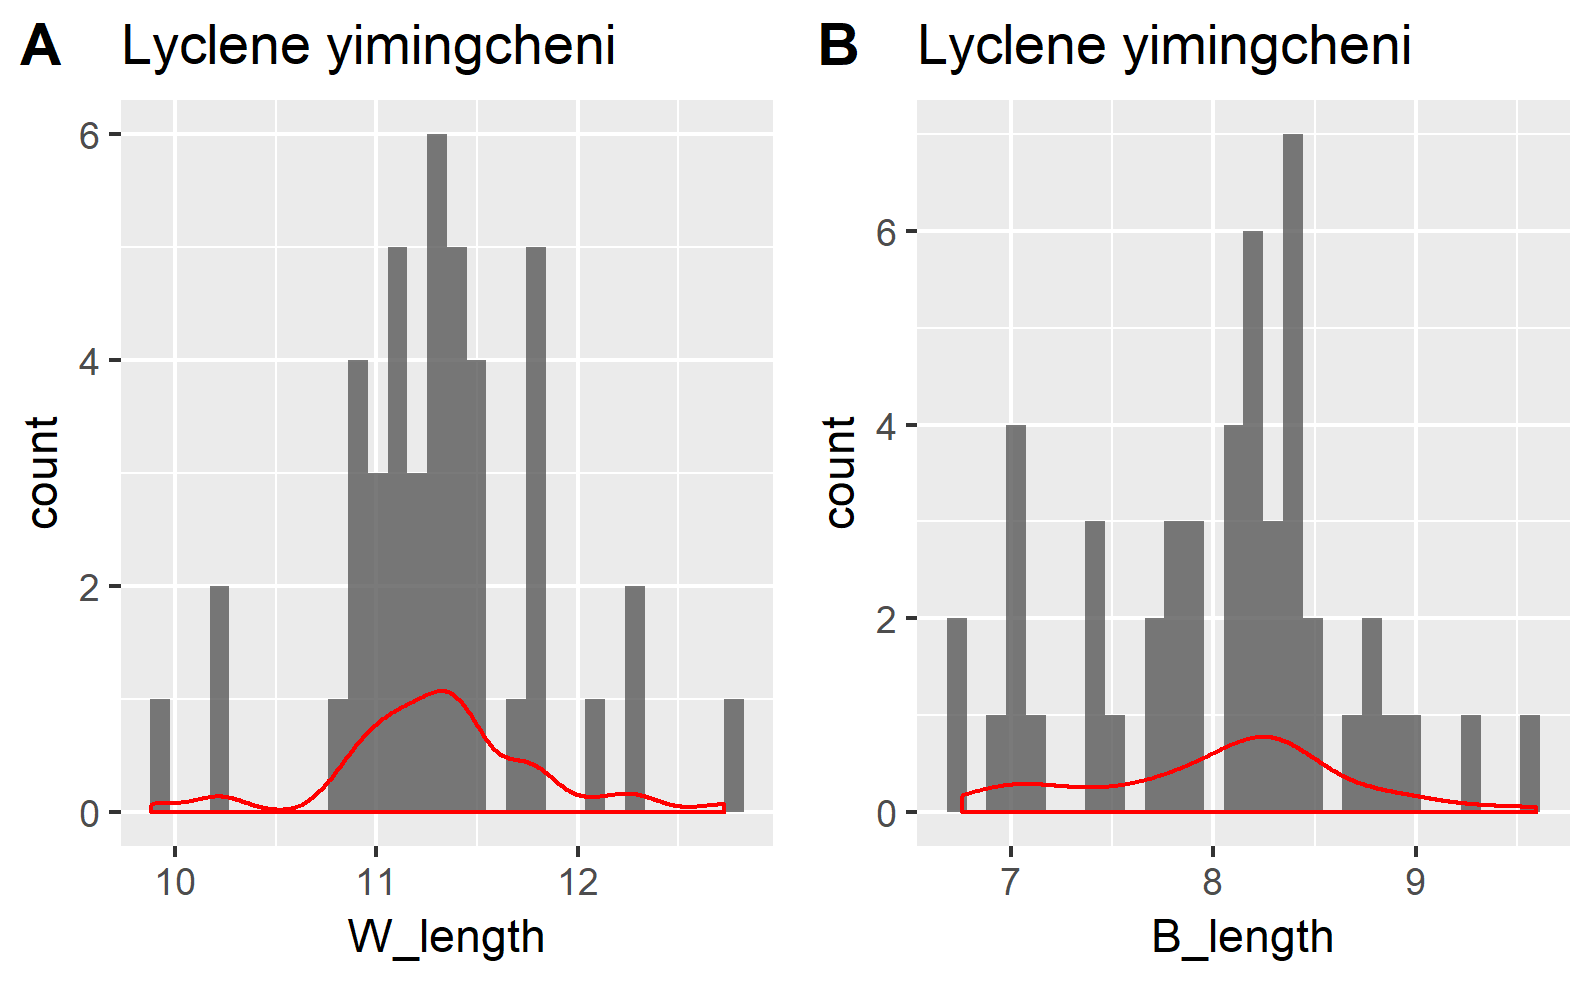 A Lyclene yimingcheni
6
4
2
0
count
10 11 12
W_length
B Lyclene yimingcheni
6
4
2
0
count
7 8 9
B_length